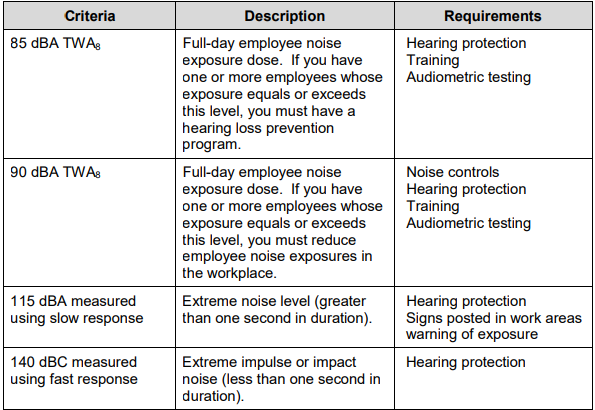 Criteria Description Requirements
85 dBA TWA₈ Full-day employee noise Hearing protection
exposure dose.  If you have Training
one or more employees whose Audiometric testing
exposure equals or exceeds
this level, you must have a
hearing loss prevention
program.
90 dBA TWA₈ Full-day employee noise Noise controls
exposure dose.  If you have Hearing protection
one or more employees whose Training
exposure equals or exceeds Audiometric testing
this level, you must reduce
employee noise exposures in
the workplace.
115 dBA measured Extreme noise level (greater Hearing protection
using slow response than one second in duration). Signs posted in work areas
warning of exposure
140 dBC measured Extreme impulse or impact Hearing protection
using fast response noise (less than one second in
duration).